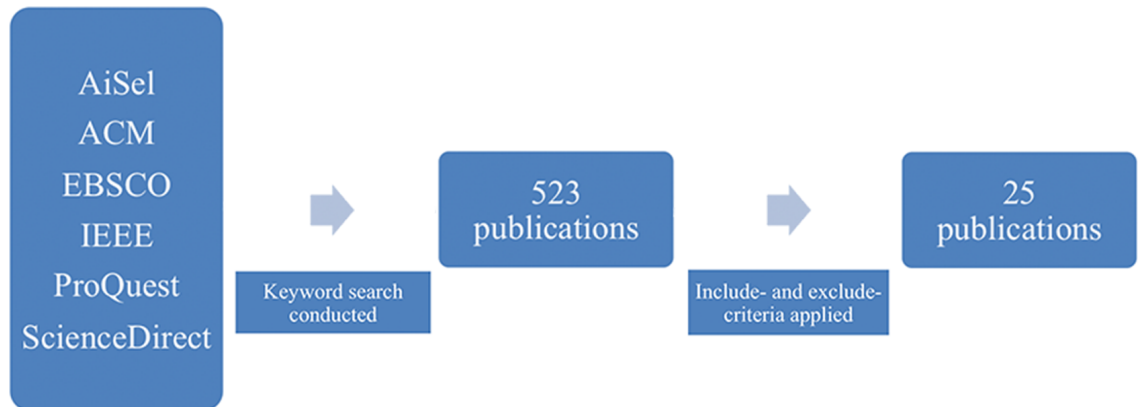 AiSel
ACM
EBSCO
IEEE
ProQuest
ScienceDirect
Keyword search
conducted
523
publications
Include- and exclude-
criteria applied
25
publications